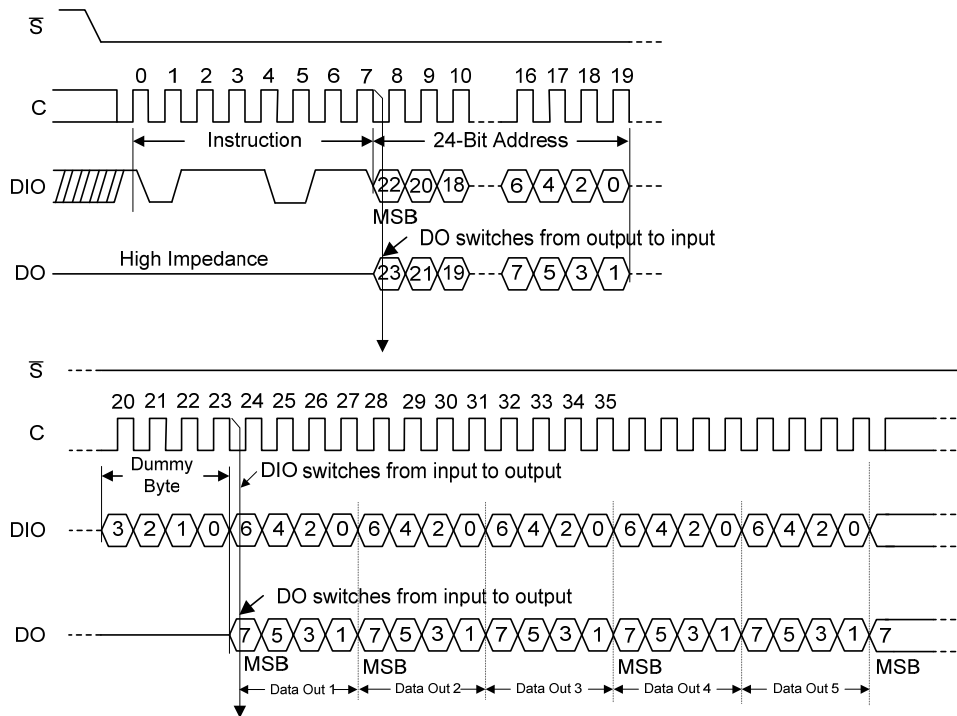 S
0 1 2 3 4 5 6 7 8 9 10 16 17 18 19
C
Instruction 24-Bit Address
DIO 22 20 18 6 4 2 0
MSB
DO switches from output to input
High Impedance
DO 23 21 19 7 5 3 1
S
20 21 22 23 24 25 26 27 28 29 30 31 32 33 34 35
C
Dummy
Byte
DIO switches from input to output
DIO 3 2 1 0 6 4 2 0 6 4 2 0 6 4 2 0 6 4 2 0 6 4 2 0
DO switches from input to output
DO 7 5 3 1 7 5 3 1 7 5 3 1 7 5 3 1 7 5 3 1 7
MSB MSB MSB MSB
Data Out 1 Data Out 2 Data Out 3 Data Out 4 Data Out 5